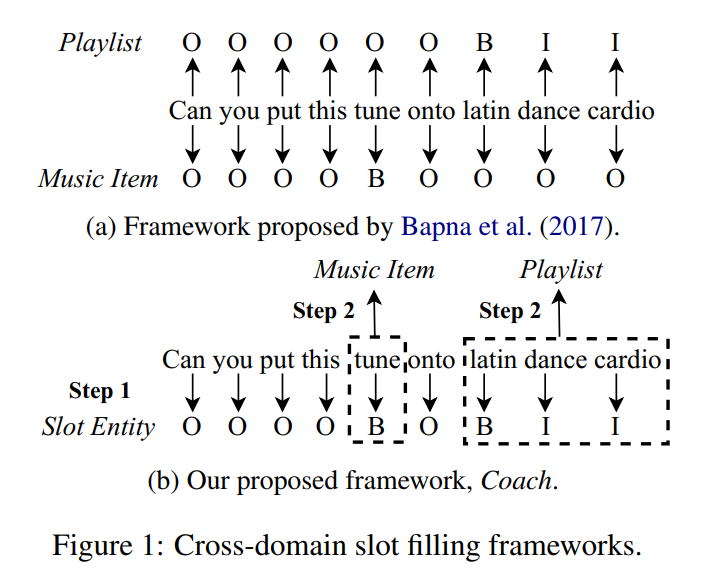 Playlist O O O O O O B I I
Can you put this tune onto latin dance cardio
Music Item O O O O B O O O O
(a) Framework proposed by Bapna et al. (2017).
Music Item Playlist
Step 2 Step 2
Can you put this tune onto latin dance cardio
Step 1
Slot Entity O O O O B O B I I
(b) Our proposed framework, Coach.
Figure 1: Cross-domain slot filling frameworks.